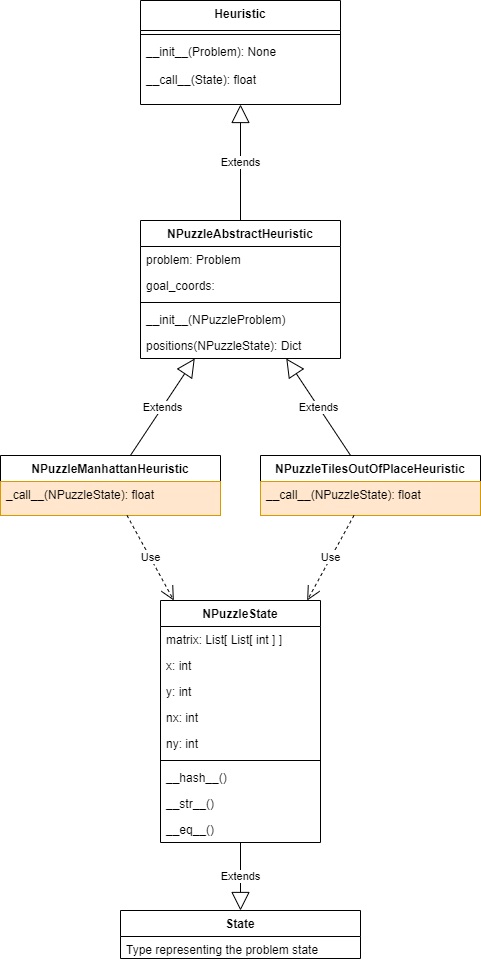 Heuristic
__init__(Problem): None
__call__(State): float
Extends
NPuzzleAbstractHeuristic
problem: Problem
goal_coords:
__init__(NPuzzleProblem)
positions(NPuzzleState): Dict
Extends
Extends
NPuzzleManhattanHeuristic
_call__(NPuzzleState): float
NPuzzleTilesOutOfPlaceHeuristic
__call__(NPuzzleState): float
Use
Use
NPuzzleState
matrix: List[ List[ int ] ]
x: int
y: int
nx: int
ny: int
__hash__()
__str__()
__eq__()
Extends
State
Type representing the problem state